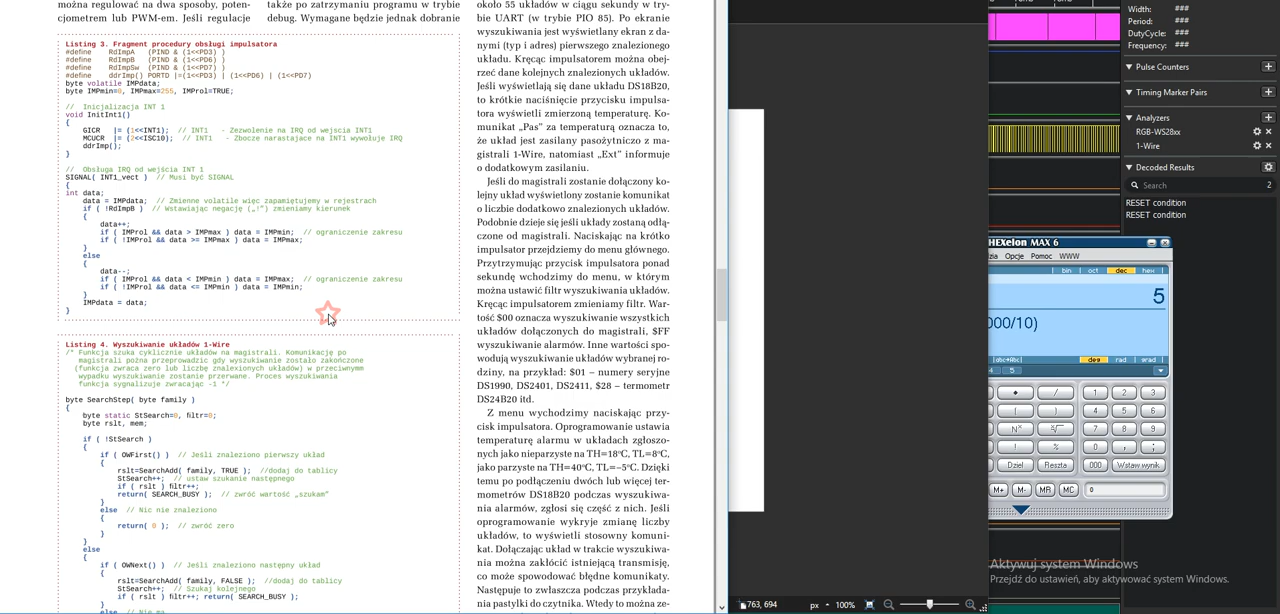 można regulować na dwa sposoby, poten-
cjometrem lub PWM-em. Jeśli regulacje
także po zatrzymaniu programu w trybie
debug. Wymagane będzie jednak dobranie
Listing 3. Fragment procedury obsługi impulsatora
#define    RdImpA   (PIND & (1<<PD3) )
#define    RdImpB   (PIND & (1<<PD6) )
#define    RdImpSw  (PIND & (1<<PD7) )
#define    ddrImp() PORTD |=(1<<PD3) | (1<<PD6) | (1<<PD7)
byte volatile IMPdata;
byte IMPmin=0, IMPmax=255, IMProl=TRUE;
//  Inicjalizacja INT 1
void InitInt1()
{
GICR   |= (1<<INT1);  // INT1   - Zezwolenie na IRQ od wejscia INT1
MCUCR  |= (2<<ISC10);  // INT1   - Zbocze narastajace na INT1 wywołuje IRQ
ddrImp();
}
//  Obsługa IRQ od wejścia INT 1
SIGNAL( INT1_vect )  // Musi być SIGNAL
{
int data;
data = IMPdata;  // Zmienne volatile więc zapamiętujemy w rejestrach
if ( !RdImpB )  // Wstawiając negację („!") zmieniamy kierunek
{
data++;
if ( IMProl && data > IMPmax ) data = IMPmin;  // ograniczenie zakresu
if ( !IMProl && data >= IMPmax ) data = IMPmax;
}
else
{
data--;
if ( IMProl && data < IMPmin ) data = IMPmax;  // ograniczenie zakresu
if ( !IMProl && data <= IMPmin ) data = IMPmin;
}
IMPdata = data;
}
Listing 4. Wyszukiwanie układów 1-Wire
/* Funkcja szuka cyklicznie układów na magistrali. Komunikację po
magistrali pożna przeprowadzic gdy wyszukiwanie zostało zakończone
(funkcja zwraca zero lub liczbę znalezionych układów) w przeciwnymm
wypadku wyszukiwanie zostanie przerwane. Proces wyszukiwania
funkcja sygnalizuje zwracając -1 */
byte SearchStep( byte family )
{
byte static StSearch=0, filtr=0;
byte rslt, mem;
if ( !StSearch )
{
if ( OWFirst() )  // Jeśli znaleziono pierwszy układ
{
rslt=SearchAdd( family, TRUE );  //dodaj do tablicy
StSearch++;  // ustaw szukanie następnego
if ( rslt ) filtr++;
return( SEARCH_BUSY );  // zwróć wartość „szukam"
}
else  // Nic nie znaleziono
{
return( 0 );  // zwróć zero
}
}
else
{
if ( OWNext() )  // Jeśli znaleziono następny układ
{
rslt=SearchAdd( family, FALSE );  //dodaj do tablicy
StSearch++;  // Szukaj kolejnego
if ( rslt ) filtr++; return( SEARCH_BUSY );
}
else  // Nie ma
około 55 układów w ciągu sekundy w try-
bie UART (w trybie PIO 85). Po ekranie
wyszukiwania jest wyświetlany ekran z da-
nymi (typ i adres) pierwszego znalezionego
układu. Kręcąc impulsatorem można obej-
rzeć dane kolejnych znalezionych układów.
Jeśli wyświetlają się dane układu DS18B20,
to krótkie naciśnięcie przycisku impulsa-
tora wyświetli zmierzoną temperaturę. Ko-
munikat „Pas" za temperaturą oznacza to,
że układ jest zasilany pasożytniczo z ma-
gistrali 1-Wire, natomiast „Ext" informuje
o dodatkowym zasilaniu.
Jeśli do magistrali zostanie dołączony ko-
lejny układ wyświetlony zostanie komunikat
o liczbie dodatkowo znalezionych układów.
Podobnie dzieje się jeśli układy zostaną odłą-
czone od magistrali. Naciskając na krótko
impulsator przejdziemy do menu głównego.
Przytrzymując przycisk impulsatora ponad
sekundę wchodzimy do menu, w którym
można ustawić filtr wyszukiwania układów.
Kręcąc impulsatorem zmieniamy filtr. War-
tość $00 oznacza wyszukiwanie wszystkich
układów dołączonych do magistrali, $FF
wyszukiwanie alarmów. Inne wartości spo-
wodują wyszukiwanie układów wybranej ro-
dziny, na przykład: $01 – numery seryjne
DS1990, DS2401, DS2411, $28 – termometr
DS24B20 itd.
Z menu wychodzimy naciskając przy-
cisk impulsatora. Oprogramowanie ustawia
temperaturę alarmu w układach zgłoszo-
nych jako nieparzyste na TH=18°C, TL=8°C,
jako parzyste na TH=40°C, TL=–5°C. Dzięki
temu po podłączeniu dwóch lub więcej ter-
mometrów DS18B20 podczas wyszukiwa-
nia alarmów, zgłosi się część z nich. Jeśli
oprogramowanie wykryje zmianę liczby
układów, to wyświetli stosowny komuni-
kat. Dołączając układ w trakcie wyszukiwa-
nia można zakłócić istniejącą transmisję,
co może spowodować błędne komunikaty.
Następuje to zwłaszcza podczas przykłada-
nia pastylki do czytnika. Wtedy to można ze-
763, 694
px
100%
Width: ###
Period: ###
DutyCycle: ###
Frequency: ###
Pulse Counters
Timing Marker Pairs
Analyzers
RGB-WS28xx
1-Wire
Decoded Results
Search 2
RESET condition
RESET condition
HEXelon MAX 6
Opcje Pomoc WWW
bin oct dec hex
5
000/10)
|abc+Abc|
deg rad grad
5
/ 1 2 3
( ) 4 5 6
7 8 9
! % 0 , ;
Dziel Reszta 000 Wstaw wynik
M+ M- MR MC 0
Aktywuj system Windows
Przejdź do ustawień, aby aktywować system Windows.